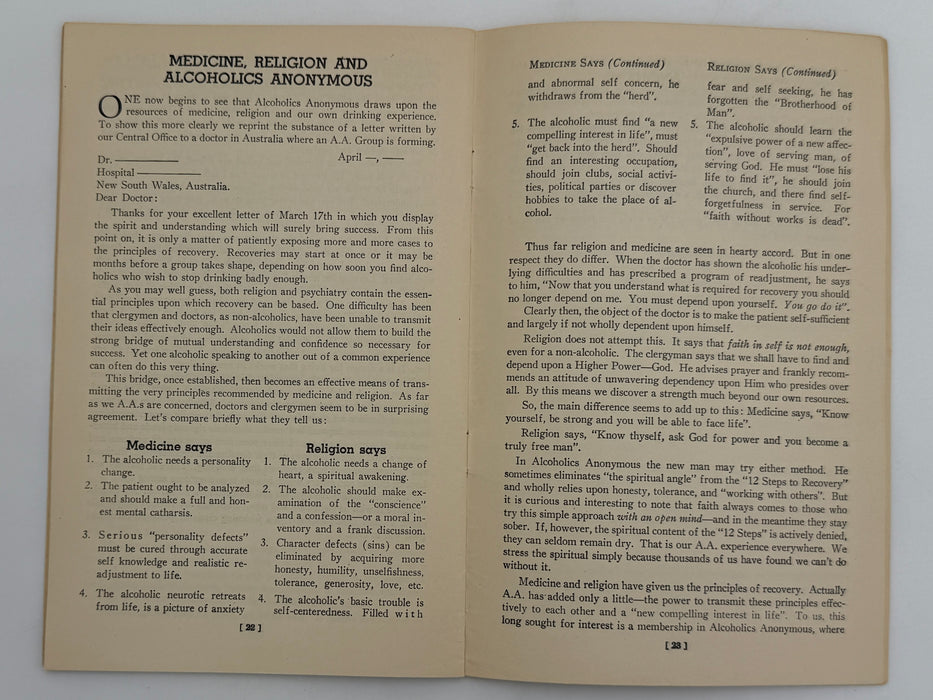 MEDICINE, RELIGION AND
ALCOHOLICS ANONYMOUS
ONE now begins to see that Alcoholics Anonymous draws upon the
resources of medicine, religion and our own drinking experience.
To show this more clearly we reprint the substance of a letter written by
our Central Office to a doctor in Australia where an A.A. Group is forming.
Dr. ———— April —, —
Hospital ————
New South Wales, Australia.
Dear Doctor:
Thanks for your excellent letter of March 17th in which you display
the spirit and understanding which will surely bring success. From this
point on, it is only a matter of patiently exposing more and more cases to
the principles of recovery. Recoveries may start at once or it may be
months before a group takes shape, depending on how soon you find alco-
holics who wish to stop drinking badly enough.
As you may well guess, both religion and psychiatry contain the essen-
tial principles upon which recovery can be based. One difficulty has been
that clergymen and doctors, as non-alcoholics, have been unable to transmit
their ideas effectively enough. Alcoholics would not allow them to build the
strong bridge of mutual understanding and confidence so necessary for
success. Yet one alcoholic speaking to another out of a common experience
can often do this very thing.
This bridge, once established, then becomes an effective means of trans-
mitting the very principles recommended by medicine and religion. As far
as we A.A.s are concerned, doctors and clergymen seem to be in surprising
agreement. Let's compare briefly what they tell us:
Medicine says
1. The alcoholic needs a personality
change.
2. The patient ought to be analyzed
and should make a full and hon-
est mental catharsis.
3. Serious "personality defects"
must be cured through accurate
self knowledge and realistic re-
adjustment to life.
4. The alcoholic neurotic retreats
from life, is a picture of anxiety
Religion says
1. The alcoholic needs a change of
heart, a spiritual awakening.
2. The alcoholic should make ex-
amination of the "conscience"
and a confession—or a moral in-
ventory and a frank discussion.
3. Character defects (sins) can be
eliminated by acquiring more
honesty, humility, unselfishness,
tolerance, generosity, love, etc.
4. The alcoholic's basic trouble is
self-centeredness. Filled with
[ 22 ]
MEDICINE SAYS (Continued)
and abnormal self concern, he
withdraws from the "herd".
5. The alcoholic must find "a new
compelling interest in life", must
"get back into the herd". Should
find an interesting occupation,
should join clubs, social activi-
ties, political parties or discover
hobbies to take the place of al-
cohol.
RELIGION SAYS (Continued)
fear and self seeking, he has
forgotten the "Brotherhood of
Man".
5. The alcoholic should learn the
"expulsive power of a new affec-
tion", love of serving man, of
serving God. He must "lose his
life to find it", he should join
the church, and there find self-
forgetfulness in service. For
"faith without works is dead".
Thus far religion and medicine are seen in hearty accord. But in one
respect they do differ. When the doctor has shown the alcoholic his under-
lying difficulties and has prescribed a program of readjustment, he says
to him, "Now that you understand what is required for recovery you should
no longer depend on me. You must depend upon yourself. You go do it".
Clearly then, the object of the doctor is to make the patient self-sufficient
and largely if not wholly dependent upon himself.
Religion does not attempt this. It says that faith in self is not enough,
even for a non-alcoholic. The clergyman says that we shall have to find and
depend upon a Higher Power—God. He advises prayer and frankly recom-
mends an attitude of unwavering dependency upon Him who presides over
all. By this means we discover a strength much beyond our own resources.
So, the main difference seems to add up to this: Medicine says, "Know
yourself, be strong and you will be able to face life".
Religion says, "Know thyself, ask God for power and you become a
truly free man".
In Alcoholics Anonymous the new man may try either method. He
sometimes eliminates "the spiritual angle" from the "12 Steps to Recovery"
and wholly relies upon honesty, tolerance, and "working with others". But
it is curious and interesting to note that faith always comes to those who
try this simple approach with an open mind—and in the meantime they stay
sober. If, however, the spiritual content of the "12 Steps" is actively denied,
they can seldom remain dry. That is our A.A. experience everywhere. We
stress the spiritual simply because thousands of us have found we can't do
without it.
Medicine and religion have given us the principles of recovery. Actually
A.A. has added only a little—the power to transmit these principles effec-
tively to each other and a "new compelling interest in life". To us, this
long sought for interest is a membership in Alcoholics Anonymous, where
[ 23 ]